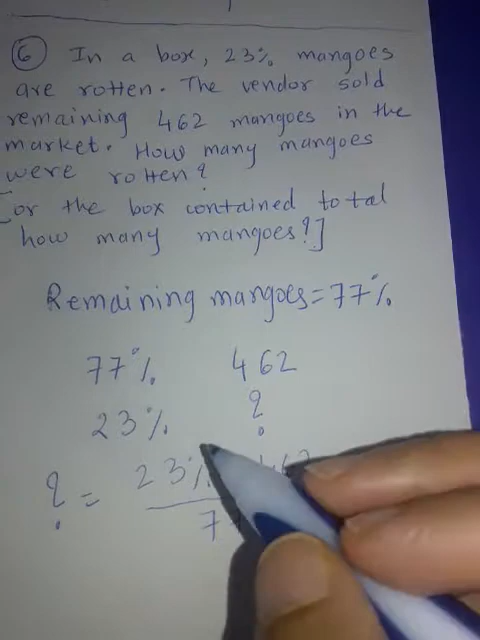 6 In a box, 23% mangoes
are rotten. The vendor sold
remaining 462 mangoes in the
market. How many mangoes
were rotten?
[or the box contained total
how many mangoes?]
Remaining mangoes = 77%
77% 462
23% ?
? = 23%
7